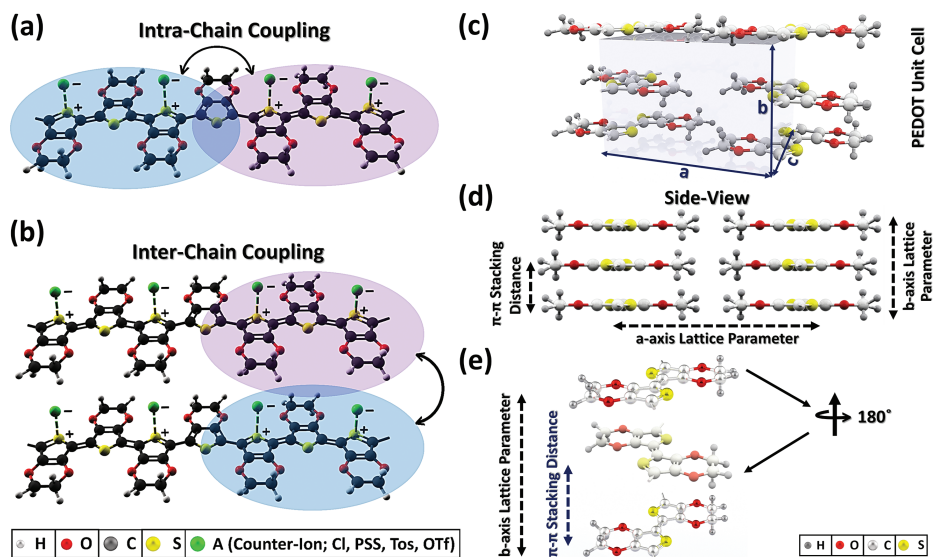 (a)
Intra-Chain Coupling
− − −
+ + +
(b)
Inter-Chain Coupling
− − − −
+ + + +
− − − −
+ + + +
H O C S A (Counter-Ion; Cl, PSS, Tos, OTf)
(c)
PEDOT Unit Cell
b
c
a
(d)
Side-View
π-π Stacking
Distance
b-axis Lattice
Parameter
a-axis Lattice Parameter
(e)
b-axis Lattice Parameter
π-π Stacking Distance
180°
H O C S